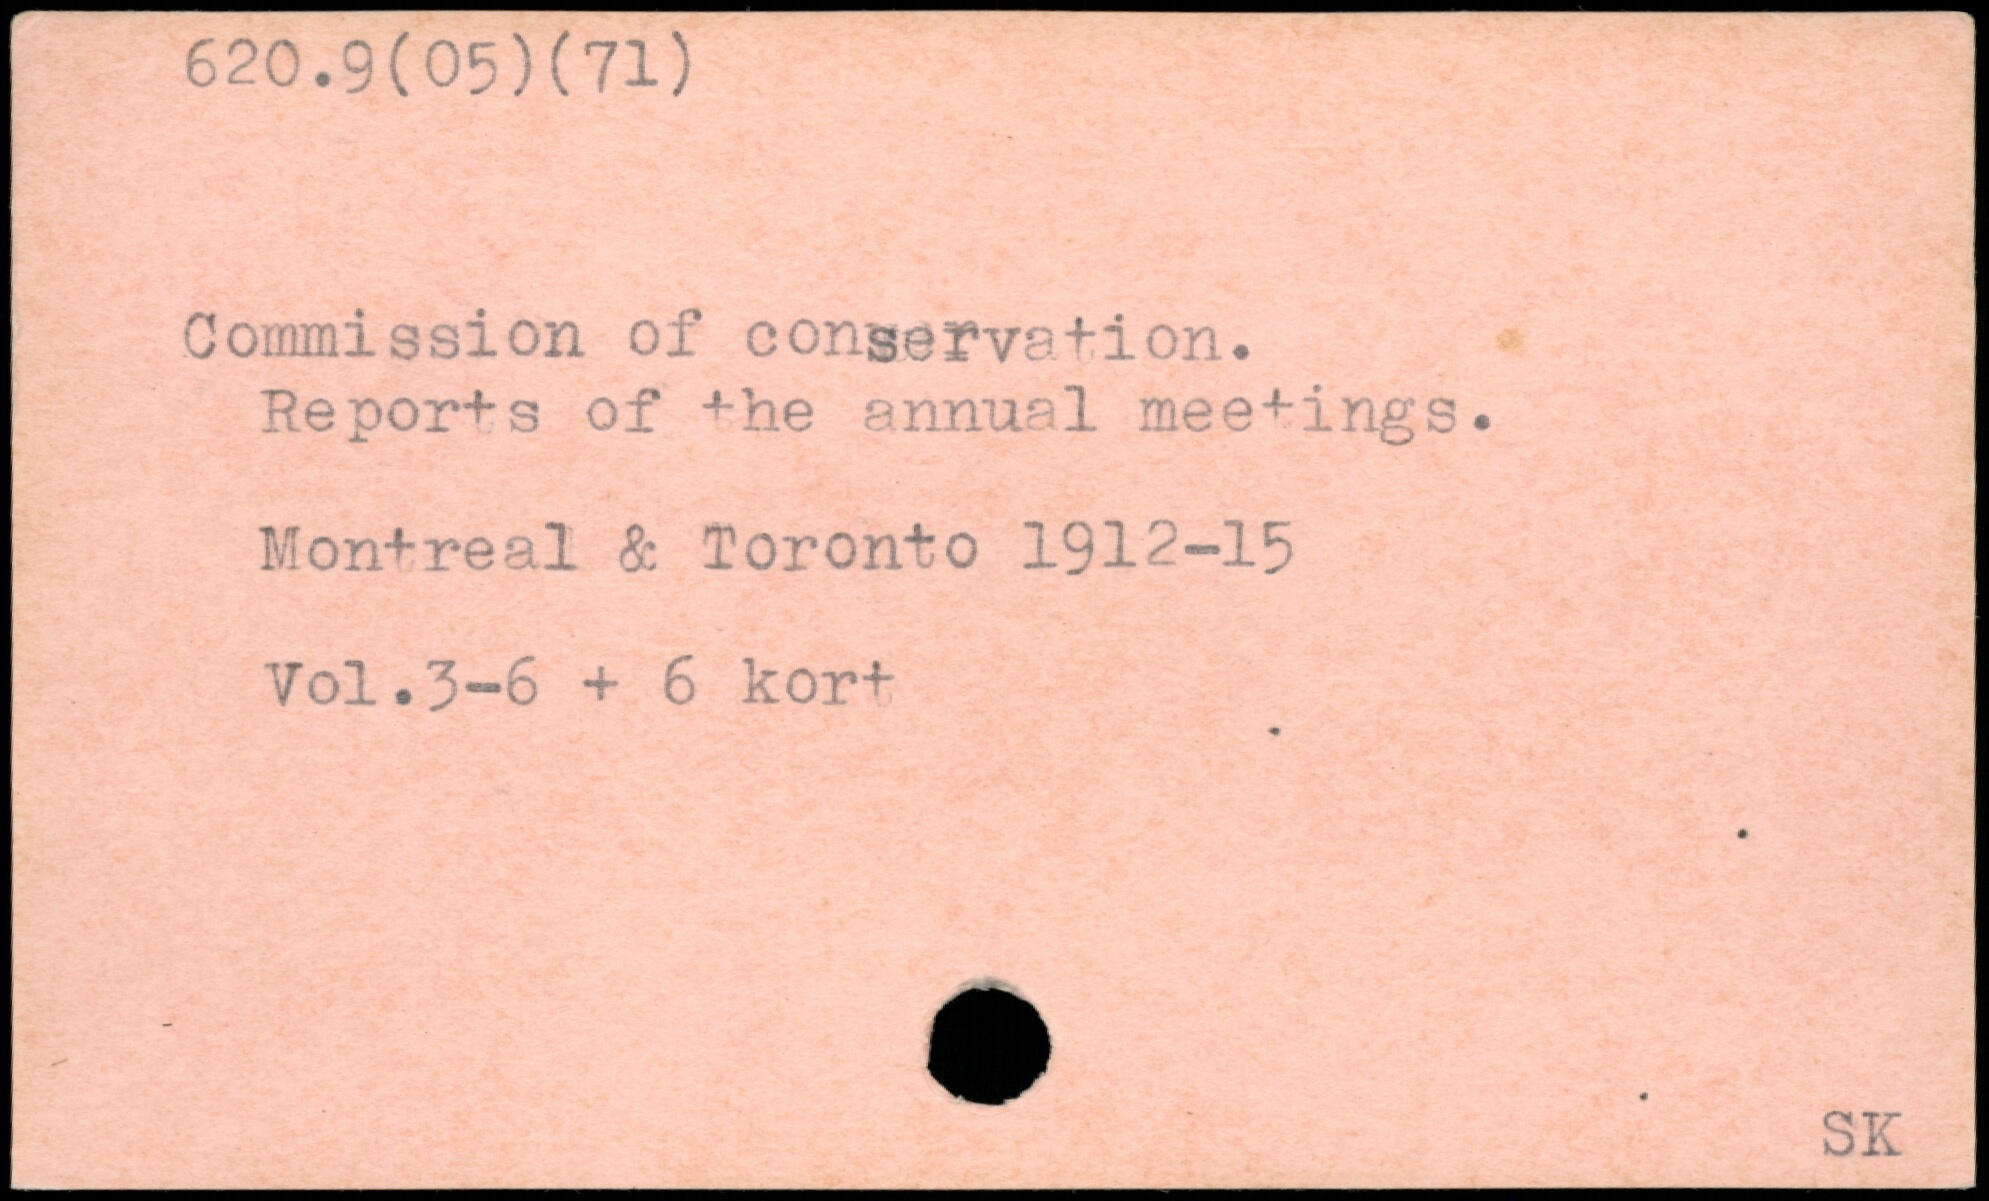 620.9(05)(71)
Commission of conservation.
Reports of the annual meetings.
Montreal & Toronto 1912-15
Vol.3-6 + 6 kort
SK